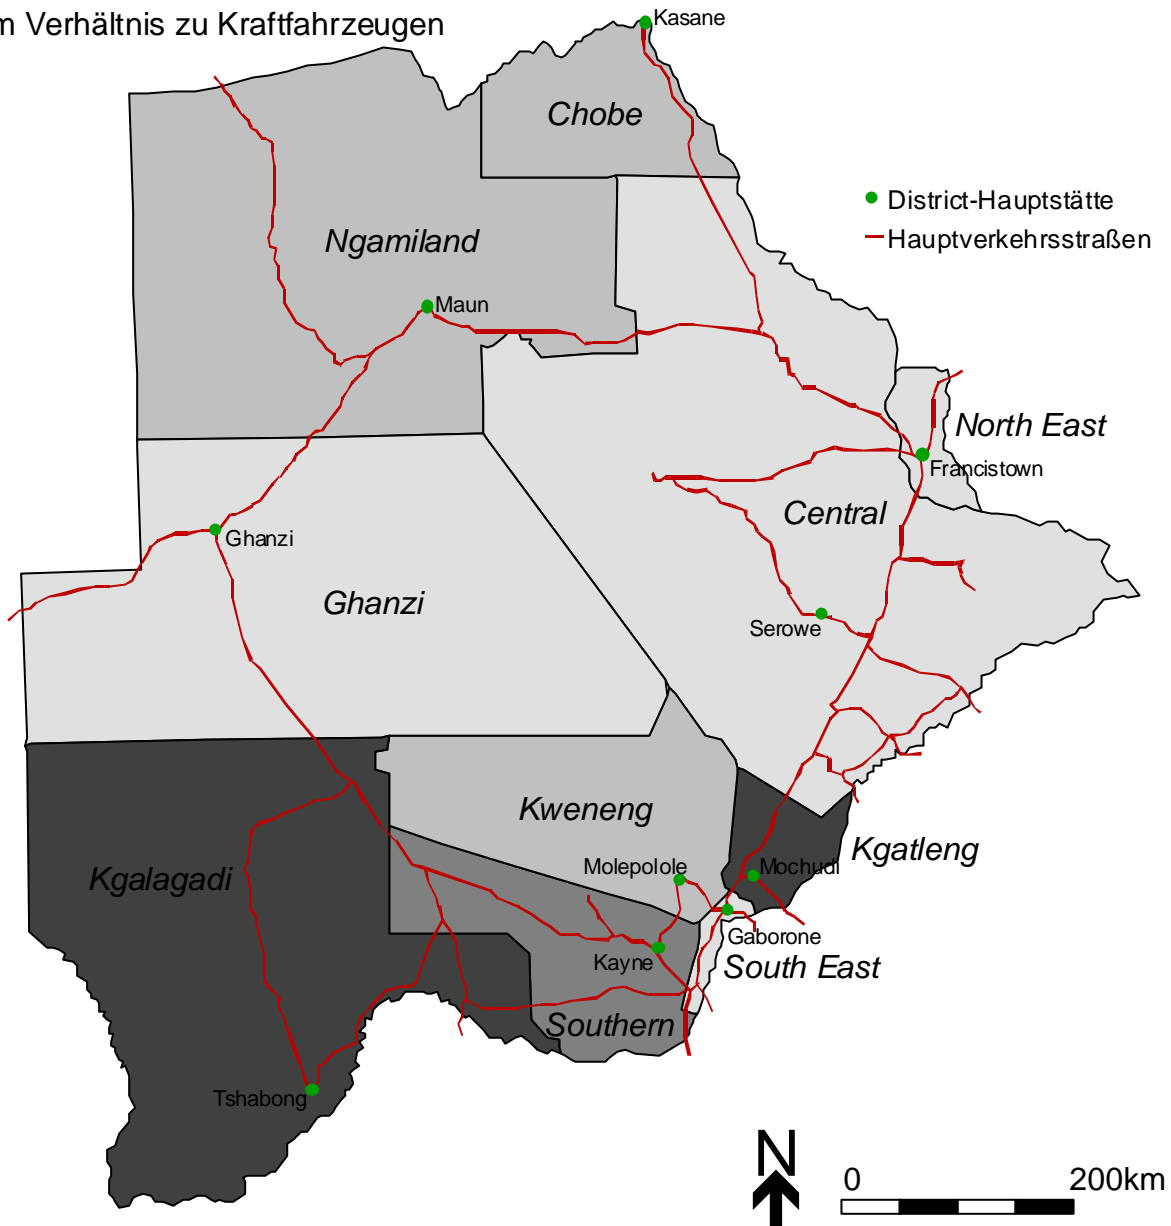 m Verhältnis zu Kraftfahrzeugen
Kasane
Chobe
District-Hauptstätte
Hauptverkehrsstraßen
Ngamiland
Maun
North East
Francistown
Central
Ghanzi
Ghanzi
Serowe
Kweneng
Kgatleng
Molepolole
Mochudi
Kgalagadi
Gaborone
Kayne
South East
Southern
Tshabong
N
0
200km